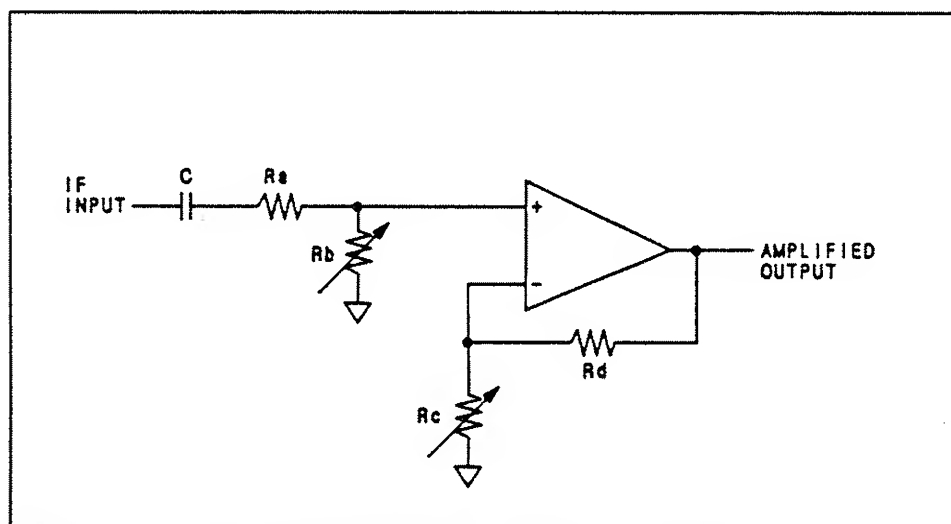 IF
INPUT
C
Ra
Rb
+
-
AMPLIFIED
OUTPUT
Rd
Rc